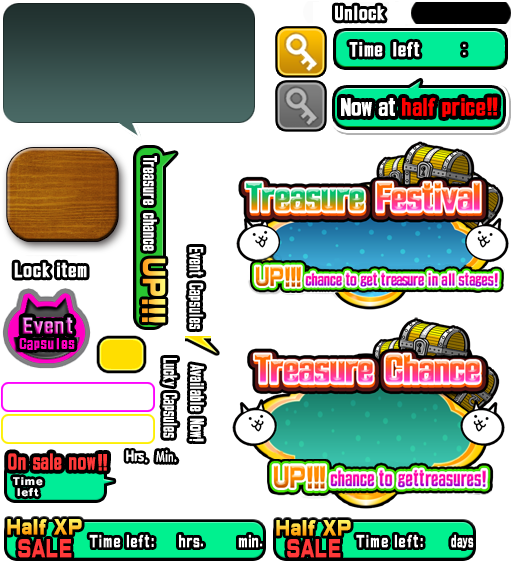 Unlock
Time left :
Now at half price!!
Treasure chance UP!!!
Treasure Festival
UP!!! chance to get treasure in all stages!
Lock item
Event
Capsules
Event Capsules
Available Now!
Lucky Capsules
Treasure Chance
UP!!! chance to gettreasures!
Hrs. Min.
On sale now!!
Time
left
Half XP
SALE Time left: hrs. min.
Half XP
SALE Time left: days